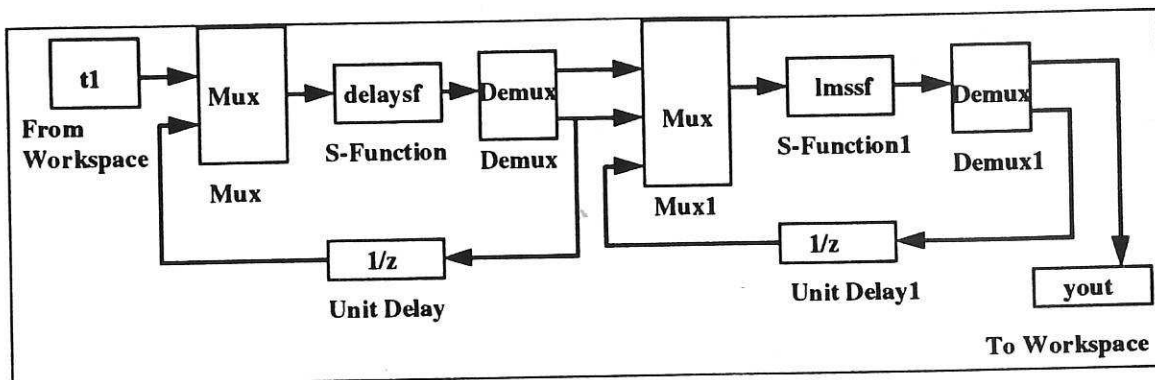 t1
From
Workspace
Mux
Mux
delaysf
S-Function
Demux
Demux
1/z
Unit Delay
Mux
Mux1
lmssf
S-Function1
Demux
Demux1
1/z
Unit Delay1
yout
To Workspace